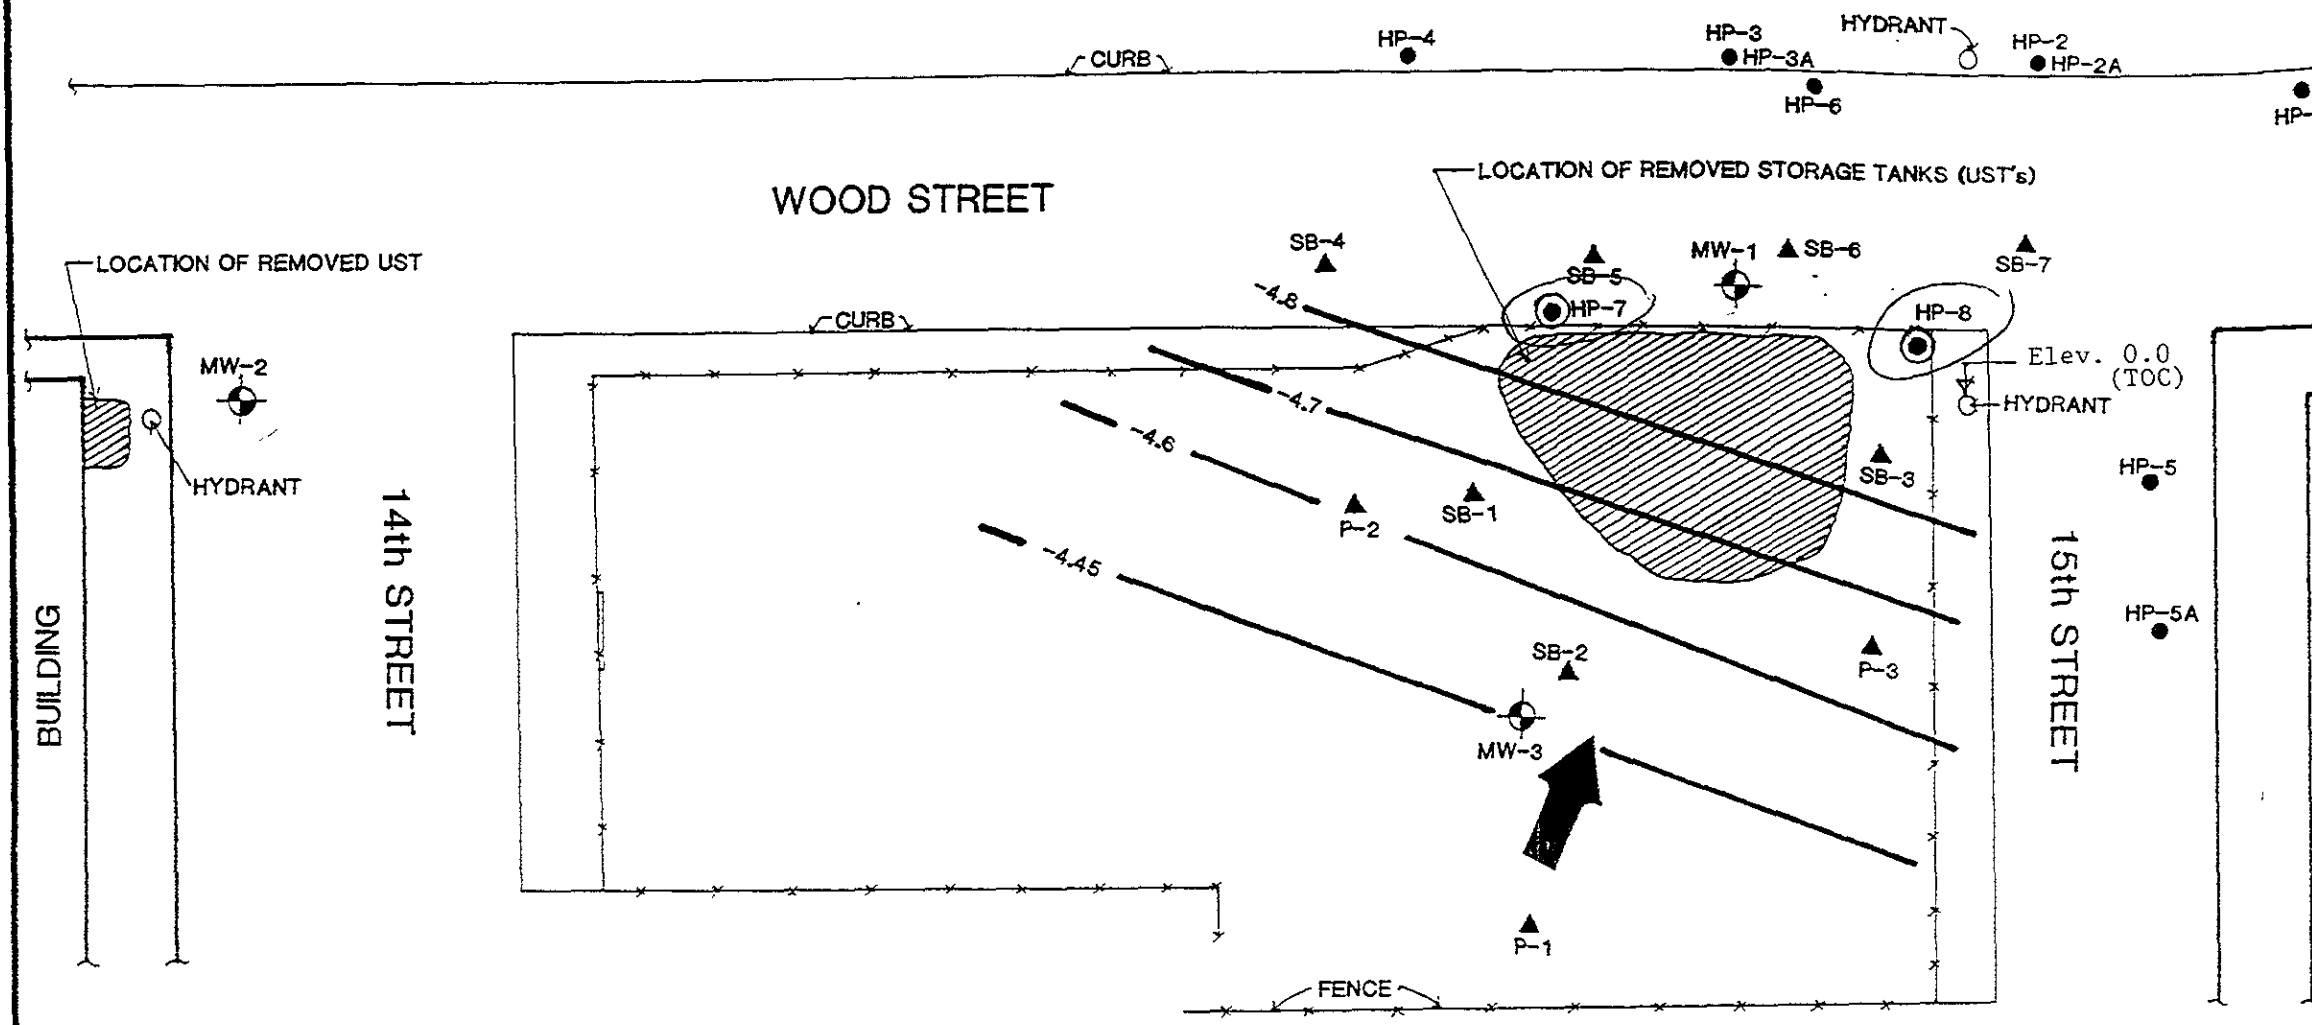 HYDRANT
HP-4
HP-3
HP-3A
HP-2
HP-2A
CURB
HP-6
HP-
LOCATION OF REMOVED STORAGE TANKS (UST's)
WOOD STREET
SB-4
SB-5
MW-1
SB-6
SB-7
LOCATION OF REMOVED UST
-4.8
HP-7
HP-8
CURB
Elev. 0.0
(TOC)
MW-2
-4.7
HYDRANT
-4.6
SB-3
HP-5
HYDRANT
14th STREET
P-2
SB-1
-4.45
15th STREET
HP-5A
BUILDING
SB-2
P-3
MW-3
P-1
FENCE